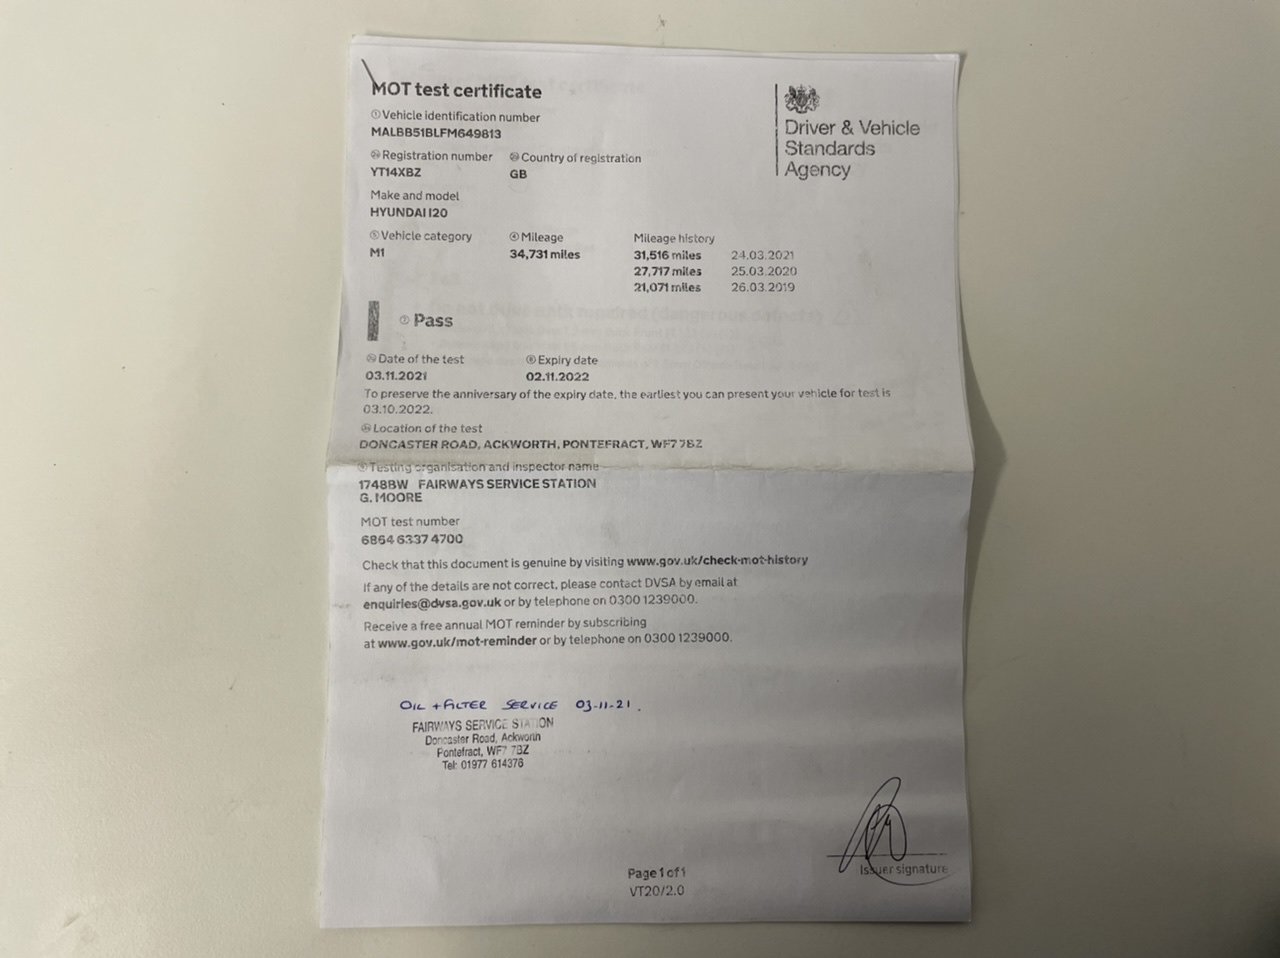 MOT test certificate
Driver & Vehicle
Standards
Agency
① Vehicle identification number
MALBB51BLFM649813
Registration number Country of registration
YT14XBZ GB
Make and model
HYUNDAI I20
⑤ Vehicle category ④ Mileage Mileage history
M1 34,731 miles 31,516 miles 24.03.2021
27,717 miles 25.03.2020
21,071 miles 26.03.2019
⑦ Pass
Date of the test ⑧ Expiry date
03.11.2021 02.11.2022
To preserve the anniversary of the expiry date, the earliest you can present your vehicle for test is
03.10.2022.
Location of the test
DONCASTER ROAD, ACKWORTH, PONTEFRACT, WF7 7BZ
⑨ Testing organisation and inspector name
1748BW FAIRWAYS SERVICE STATION
G. MOORE
MOT test number
6864 6337 4700
Check that this document is genuine by visiting www.gov.uk/check-mot-history
If any of the details are not correct, please contact DVSA by email at
enquiries@dvsa.gov.uk or by telephone on 0300 1239000.
Receive a free annual MOT reminder by subscribing
at www.gov.uk/mot-reminder or by telephone on 0300 1239000.
OIL + FILTER SERVICE 03-11-21.
FAIRWAYS SERVICE STATION
Doncaster Road, Ackworth
Pontefract, WF7 7BZ
Tel: 01977 614376
Issuer signature
Page 1 of 1
VT20/2.0